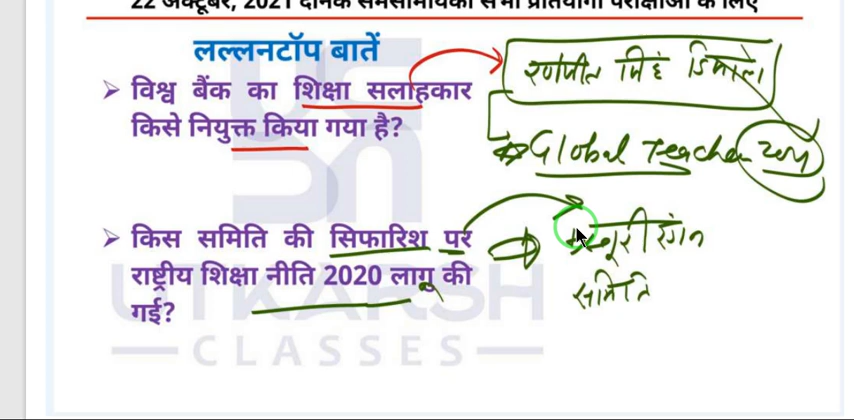 22 अक्टूबर, 2021 दैनिक समसामयिकी सभी प्रतियोगी परीक्षाओं के लिए
लल्लनटॉप बातें
➢ विश्व बैंक का शिक्षा सलाहकार
किसे नियुक्त किया गया है?
रणजीत सिंह डिसाले
Global Teacher
➢ किस समिति की सिफारिश पर
राष्ट्रीय शिक्षा नीति 2020 लागू की
गई?
कस्तूरीरंगन
समिति
UTKARSH
CLASSES